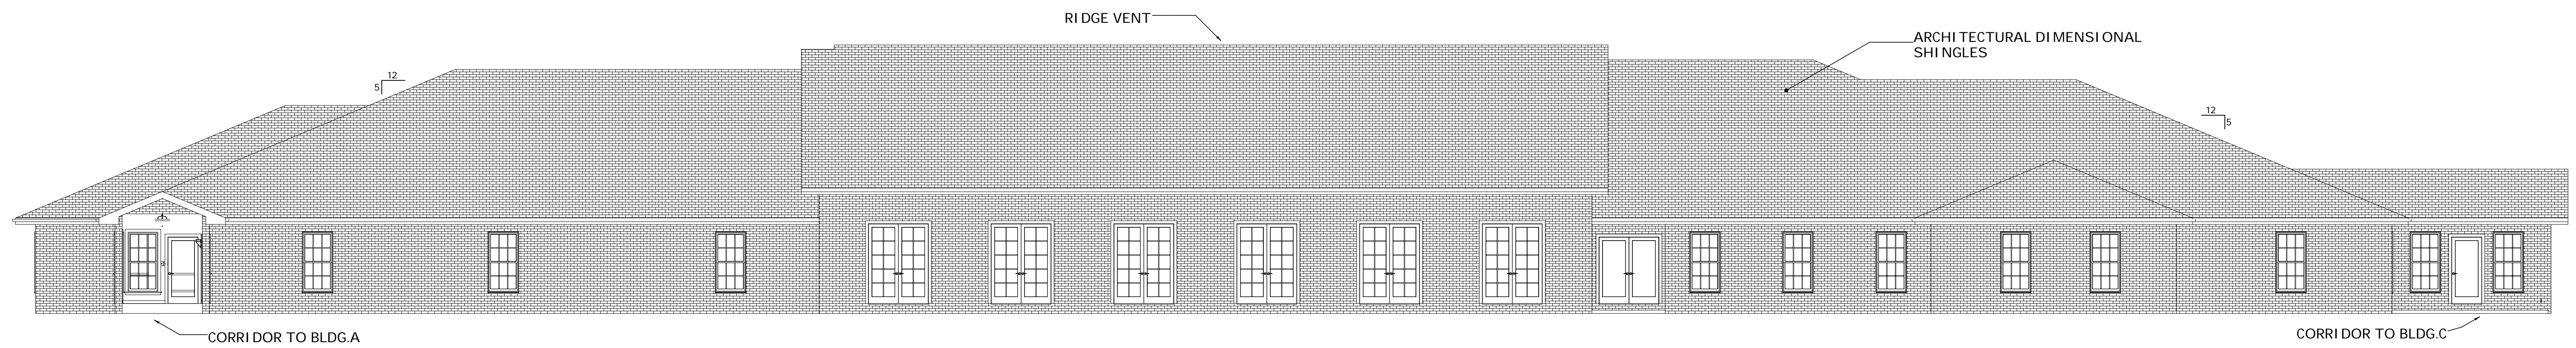 RIDGE VENT
ARCHITECTURAL DIMENSIONAL
SHINGLES
12
5
12
5
CORRIDOR TO BLDG.A
CORRIDOR TO BLDG.C